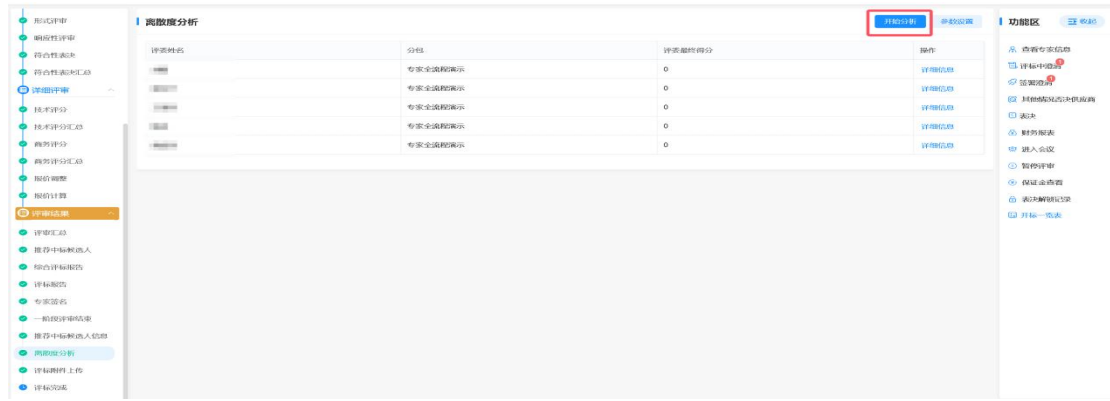 形式评审
响应性评审
符合性表决
符合性表决汇总
详细评审
技术评分
技术评分汇总
商务评分
商务评分汇总
报价调整
报价计算
评审结果
评审汇总
推荐中标候选人
综合评标报告
评标报告
专家签名
一阶段评审结束
推荐中标候选人信息
离散度分析
评标附件上传
评标完成
离散度分析
开始分析 参数设置
评委姓名 分包 评委最终得分 操作
专家全流程演示 0 详细信息
专家全流程演示 0 详细信息
专家全流程演示 0 详细信息
专家全流程演示 0 详细信息
专家全流程演示 0 详细信息
功能区 收起
查看专家信息
评标中澄清
签署澄清
其他情况否决供应商
表决
财务报表
进入会议
暂停评审
保证金查看
表决解锁记录
开标一览表